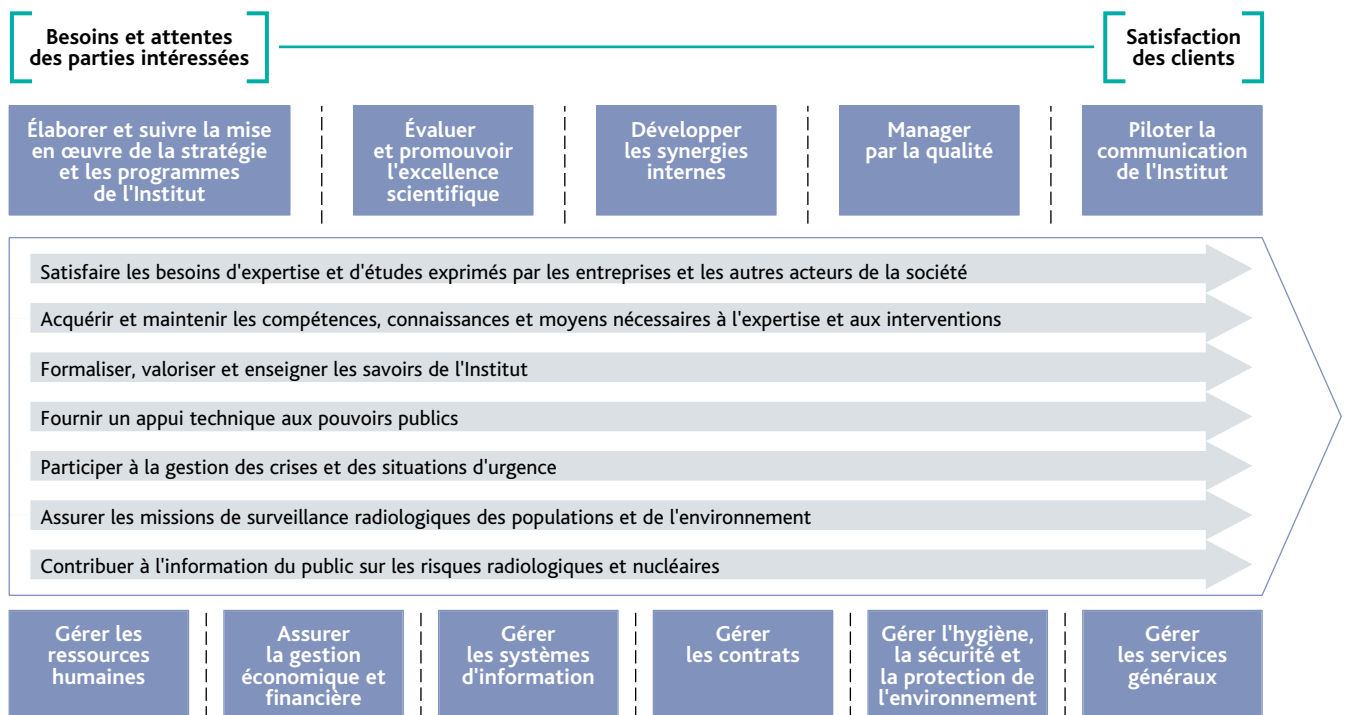 Besoins et attentes
des parties intéressées
Satisfaction
des clients
Élaborer et suivre la mise
en œuvre de la stratégie
et les programmes
de l'Institut
Évaluer
et promouvoir
l'excellence
scientifique
Développer
les synergies
internes
Manager
par la qualité
Piloter la
communication
de l'Institut
Satisfaire les besoins d'expertise et d'études exprimés par les entreprises et les autres acteurs de la société
Acquérir et maintenir les compétences, connaissances et moyens nécessaires à l'expertise et aux interventions
Formaliser, valoriser et enseigner les savoirs de l'Institut
Fournir un appui technique aux pouvoirs publics
Participer à la gestion des crises et des situations d'urgence
Assurer les missions de surveillance radiologiques des populations et de l'environnement
Contribuer à l'information du public sur les risques radiologiques et nucléaires
Gérer les
ressources
humaines
Assurer
la gestion
économique et
financière
Gérer
les systèmes
d'information
Gérer
les contrats
Gérer l'hygiène,
la sécurité et
la protection de
l'environnement
Gérer
les services
généraux